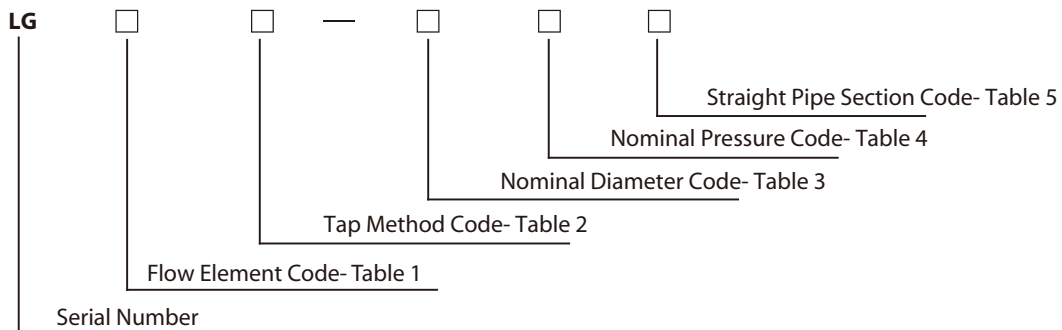 LG □ □ — □ □ □
Straight Pipe Section Code- Table 5
Nominal Pressure Code- Table 4
Nominal Diameter Code- Table 3
Tap Method Code- Table 2
Flow Element Code- Table 1
Serial Number